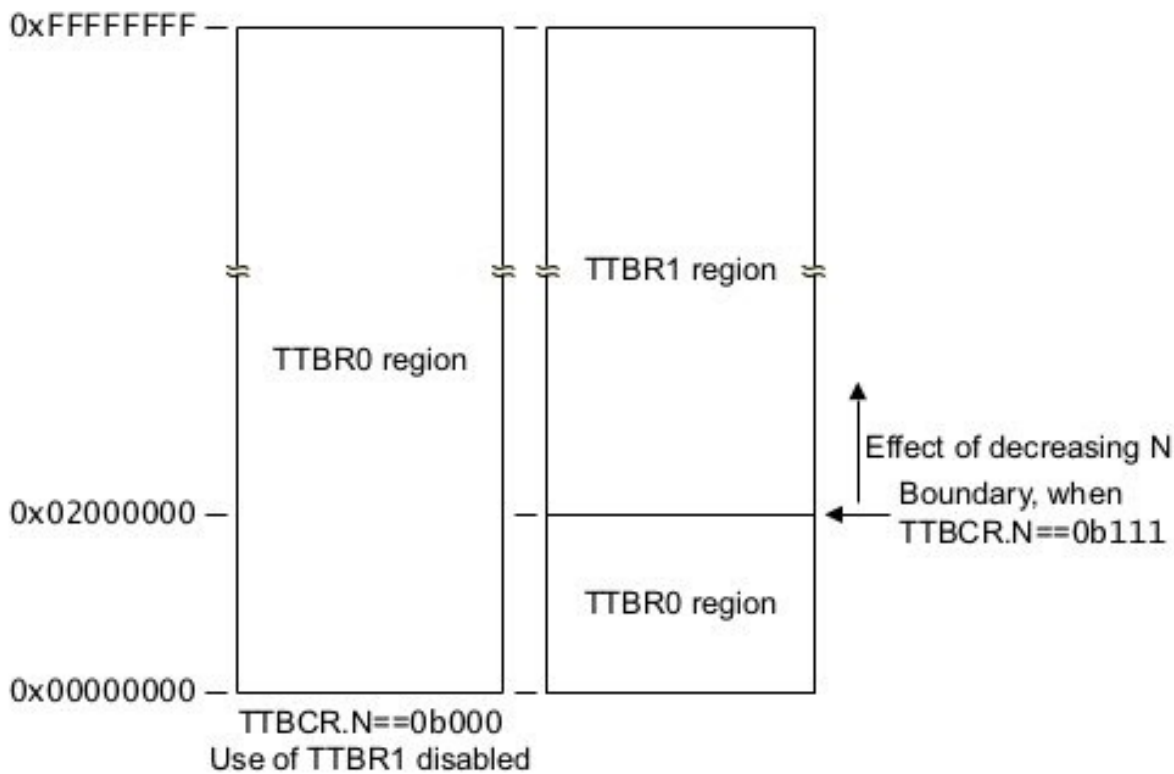 0xFFFFFFFF
TTBR1 region
TTBR0 region
Effect of decreasing N
0x02000000
Boundary, when
TTBCR.N==0b111
TTBR0 region
0x00000000
TTBCR.N==0b000
Use of TTBR1 disabled